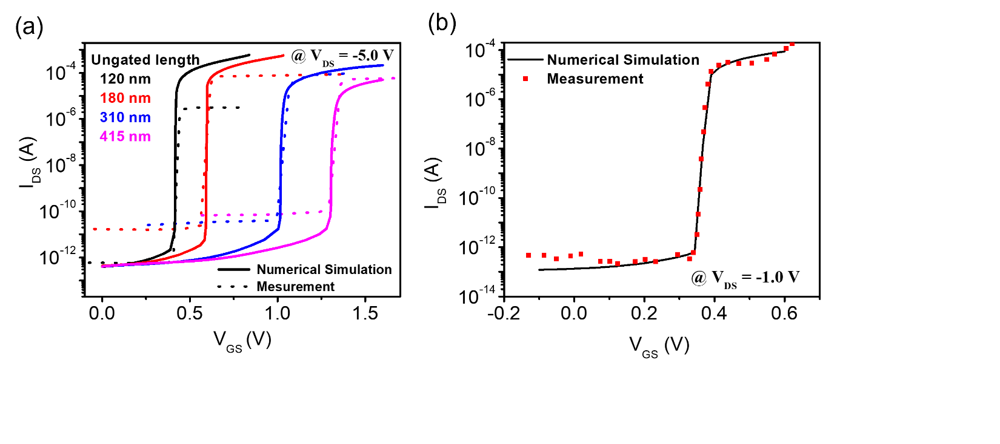 (a)
Ungated length
120 nm
180 nm
310 nm
415 nm
@ V_DS = -5.0 V
10^-4
10^-6
10^-8
10^-10
10^-12
I_DS (A)
Numerical Simulation
Mesurement
0.0 0.5 1.0 1.5
V_GS (V)
(b)
Numerical Simulation
Measurement
10^-4
10^-6
10^-8
10^-10
10^-12
10^-14
I_DS (A)
@ V_DS = -1.0 V
-0.2 0.0 0.2 0.4 0.6
V_GS (V)